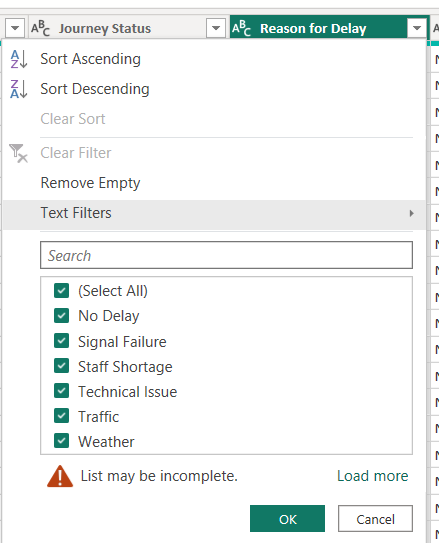 ABC Journey Status ABC Reason for Delay A
A
Z Sort Ascending
Z
A Sort Descending
Clear Sort
Clear Filter
Remove Empty
Text Filters
Search
(Select All)
No Delay
Signal Failure
Staff Shortage
Technical Issue
Traffic
Weather
List may be incomplete. Load more
OK Cancel